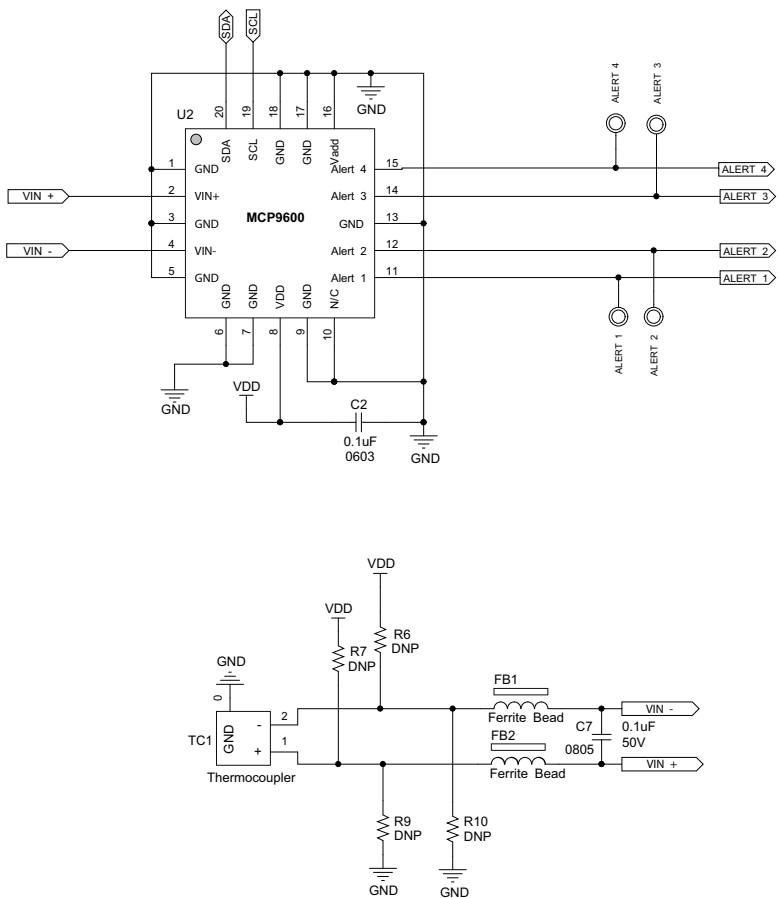 SDA
SCL
GND
U2
20
19
18
17
16
SDA
SCL
GND
GND
Vadd
ALERT 4
ALERT 3
1
GND
Alert 4
15
ALERT 4
VIN +
2
VIN+
Alert 3
14
ALERT 3
3
GND
MCP9600
GND
13
VIN -
4
VIN-
Alert 2
12
ALERT 2
5
GND
Alert 1
11
ALERT 1
GND
GND
VDD
GND
N/C
6
7
8
9
10
ALERT 1
ALERT 2
GND
VDD
C2
0.1uF
0603
GND
VDD
VDD
R6
DNP
R7
DNP
GND
0
GND
TC1
-
2
+
1
Thermocoupler
FB1
Ferrite Bead
VIN -
C7
0.1uF
0805
50V
FB2
Ferrite Bead
VIN +
R9
DNP
R10
DNP
GND
GND